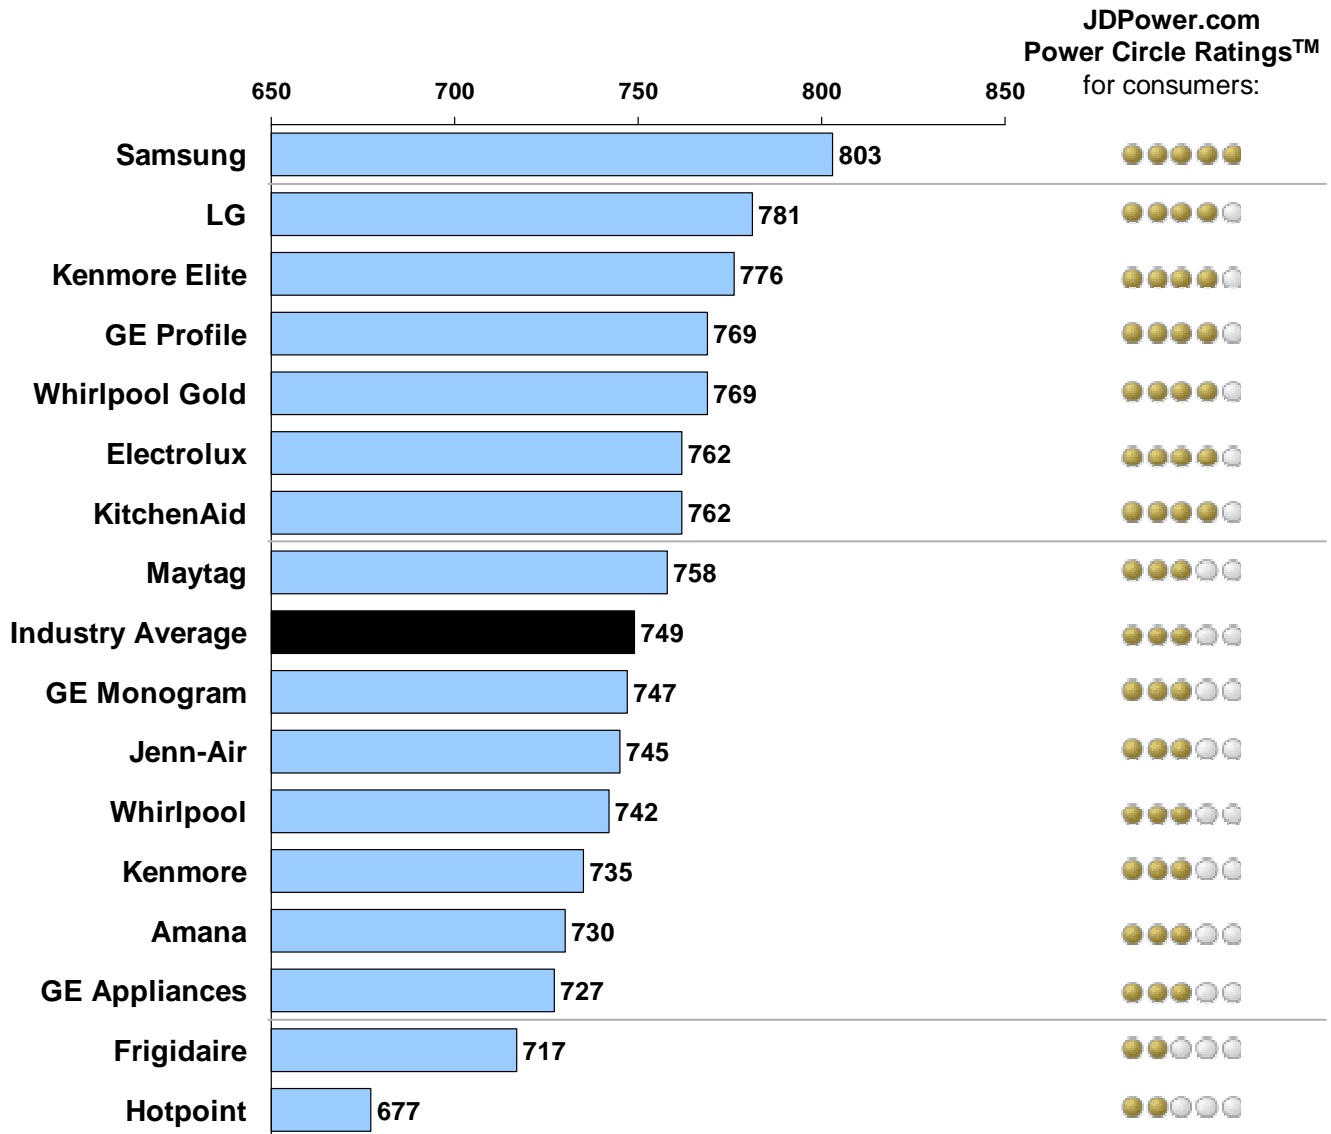 JDPower.com
Power Circle Ratings™
for consumers:
650 700 750 800 850
Samsung 803
LG 781
Kenmore Elite 776
GE Profile 769
Whirlpool Gold 769
Electrolux 762
KitchenAid 762
Maytag 758
Industry Average 749
GE Monogram 747
Jenn-Air 745
Whirlpool 742
Kenmore 735
Amana 730
GE Appliances 727
Frigidaire 717
Hotpoint 677